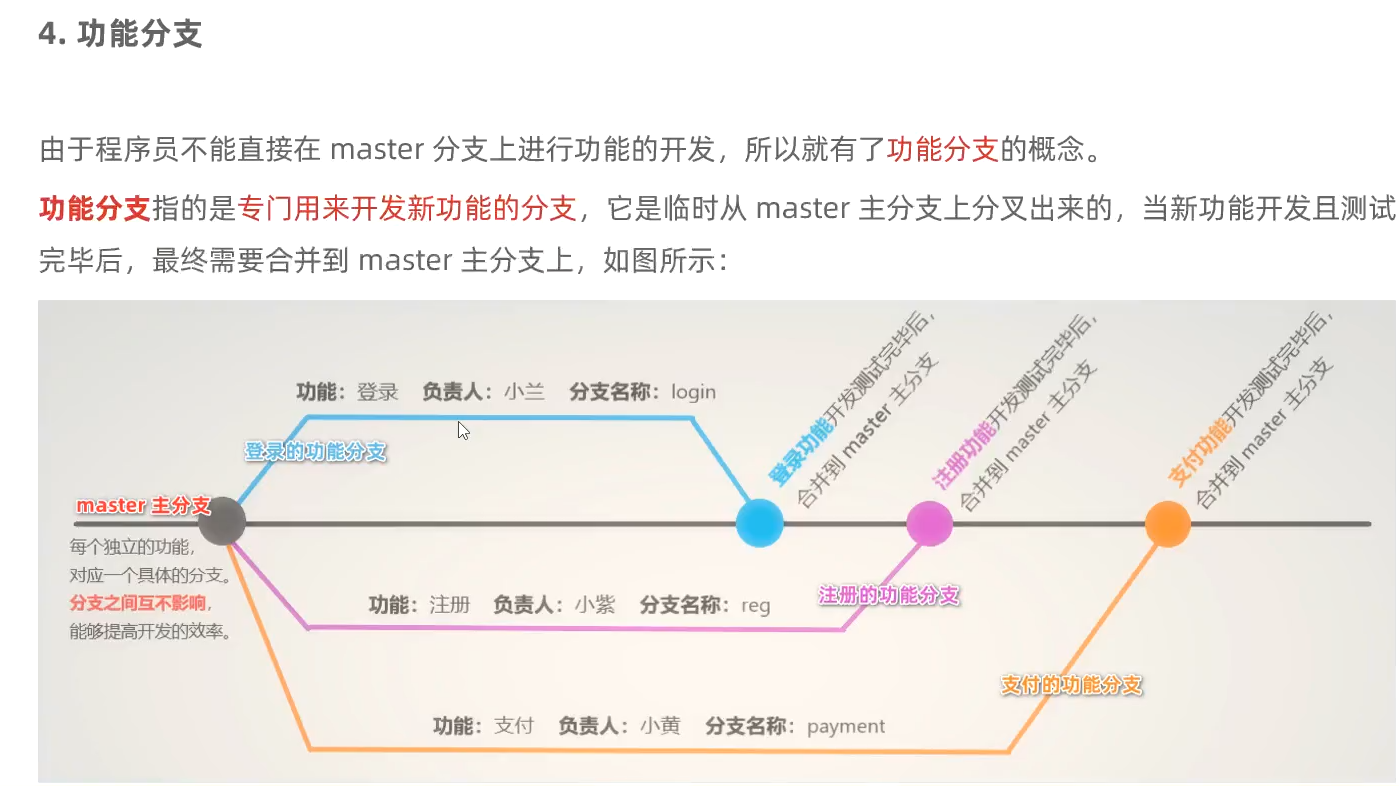 4. 功能分支
由于程序员不能直接在 master 分支上进行功能的开发，所以就有了功能分支的概念。
功能分支指的是专门用来开发新功能的分支，它是临时从 master 主分支上分叉出来的，当新功能开发且测试
完毕后，最终需要合并到 master 主分支上，如图所示：
功能：登录 负责人：小兰 分支名称：login
登录的功能分支
登录功能开发测试完毕后，
合并到 master 主分支
注册功能开发测试完毕后，
合并到 master 主分支
支付功能开发测试完毕后，
合并到 master 主分支
master 主分支
每个独立的功能，
对应一个具体的分支。
分支之间互不影响，
能够提高开发的效率。
功能：注册 负责人：小紫 分支名称：reg
注册的功能分支
支付的功能分支
功能：支付 负责人：小黄 分支名称：payment